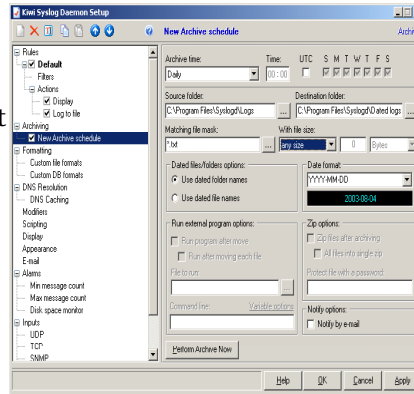 Kiwi Syslog Daemon Setup
New Archive schedule
Rules
Default
Filters
Actions
Display
Log to file
Archiving
New Archive schedule
Formatting
Custom file formats
Custom DB formats
DNS Resolution
DNS Caching
Modifiers
Scripting
Display
Appearance
E-mail
Alarms
Min message count
Max message count
Disk space monitor
Inputs
UDP
TCP
SNMP
Archive time: Time: UTC S M T W T F S
Daily 00:00
Source folder: Destination folder:
C:\Program Files\Syslogd\Logs ... C:\Program Files\Syslogd\Dated logs ...
Matching file mask: With file size:
*.txt ... any size 0 Bytes
Dated files/folders options: Date format:
Use dated folder names YYYY-MM-DD
Use dated file names 2003-08-04
Run external program options: Zip options:
Run program after move Zip files after archiving
Run after moving each file All files into single zip
File to run: Protect file with a password:
...
Command line: Variable options
Notify options:
Notify by e-mail
Perform Archive Now
Help OK Cancel Apply